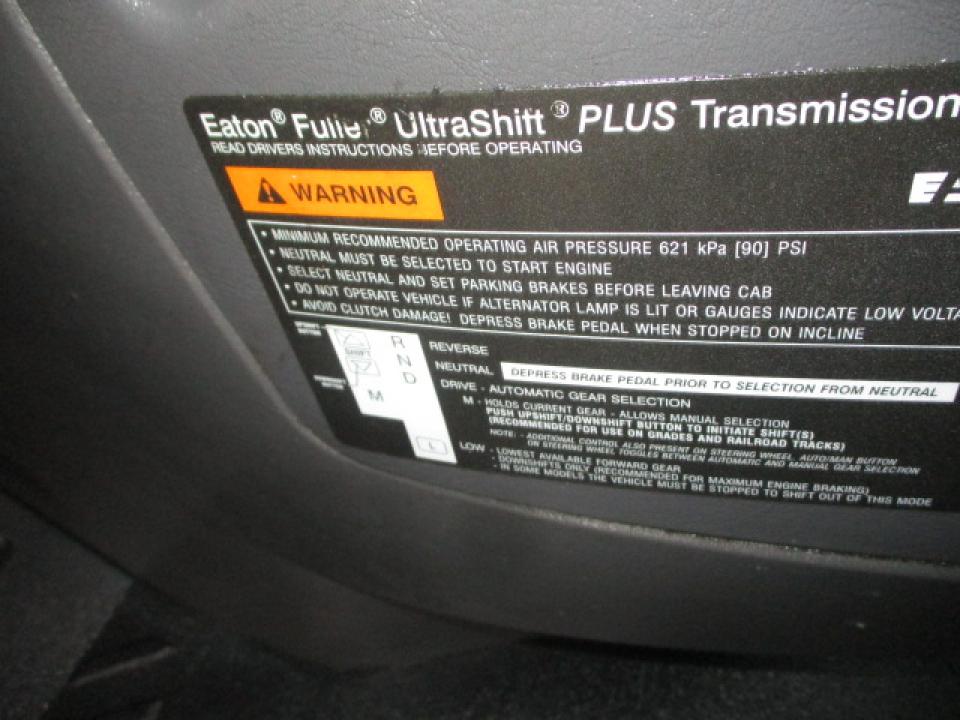 Eaton® Fuller® UltraShift® PLUS Transmission
READ DRIVERS INSTRUCTIONS BEFORE OPERATING
WARNING
• MINIMUM RECOMMENDED OPERATING AIR PRESSURE 621 kPa [90] PSI
• NEUTRAL MUST BE SELECTED TO START ENGINE
• SELECT NEUTRAL AND SET PARKING BRAKES BEFORE LEAVING CAB
• DO NOT OPERATE VEHICLE IF ALTERNATOR LAMP IS LIT OR GAUGES INDICATE LOW VOLTA
• AVOID CLUTCH DAMAGE! DEPRESS BRAKE PEDAL WHEN STOPPED ON INCLINE
SHIFT
R REVERSE
N NEUTRAL DEPRESS BRAKE PEDAL PRIOR TO SELECTION FROM NEUTRAL
D DRIVE - AUTOMATIC GEAR SELECTION
M M - HOLDS CURRENT GEAR - ALLOWS MANUAL SELECTION
PUSH UPSHIFT/DOWNSHIFT BUTTON TO INITIATE SHIFT(S)
(RECOMMENDED FOR USE ON GRADES AND RAILROAD TRACKS)
NOTE: - ADDITIONAL CONTROL ALSO PRESENT ON STEERING WHEEL, AUTO/MAN BUTTON
ON STEERING WHEEL TOGGLES BETWEEN AUTOMATIC AND MANUAL GEAR SELECTION
L LOW - LOWEST AVAILABLE FORWARD GEAR
- DOWNSHIFTS ONLY (RECOMMENDED FOR MAXIMUM ENGINE BRAKING)
- IN SOME MODELS THE VEHICLE MUST BE STOPPED TO SHIFT OUT OF THIS MODE